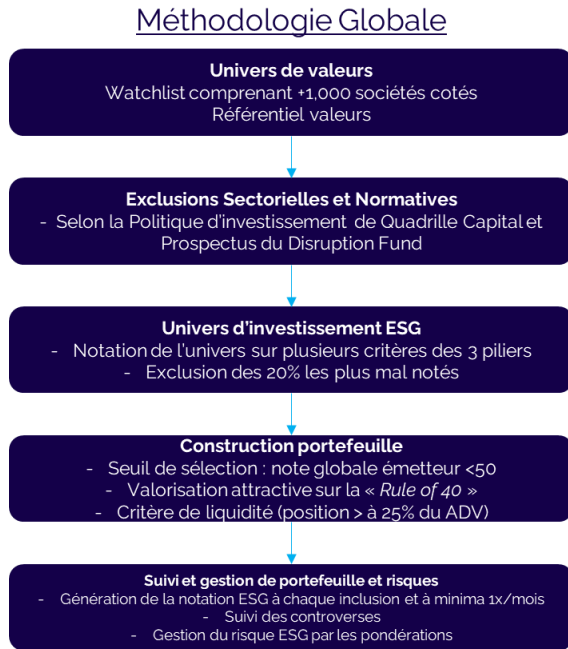 Méthodologie Globale
Univers de valeurs
Watchlist comprenant +1,000 sociétés cotés
Référentiel valeurs
Exclusions Sectorielles et Normatives
- Selon la Politique d'investissement de Quadrille Capital et
Prospectus du Disruption Fund
Univers d'investissement ESG
- Notation de l'univers sur plusieurs critères des 3 piliers
- Exclusion des 20% les plus mal notés
Construction portefeuille
- Seuil de sélection : note globale émetteur <50
- Valorisation attractive sur la « Rule of 40 »
- Critère de liquidité (position > à 25% du ADV)
Suivi et gestion de portefeuille et risques
- Génération de la notation ESG à chaque inclusion et à minima 1x/mois
- Suivi des controverses
- Gestion du risque ESG par les pondérations